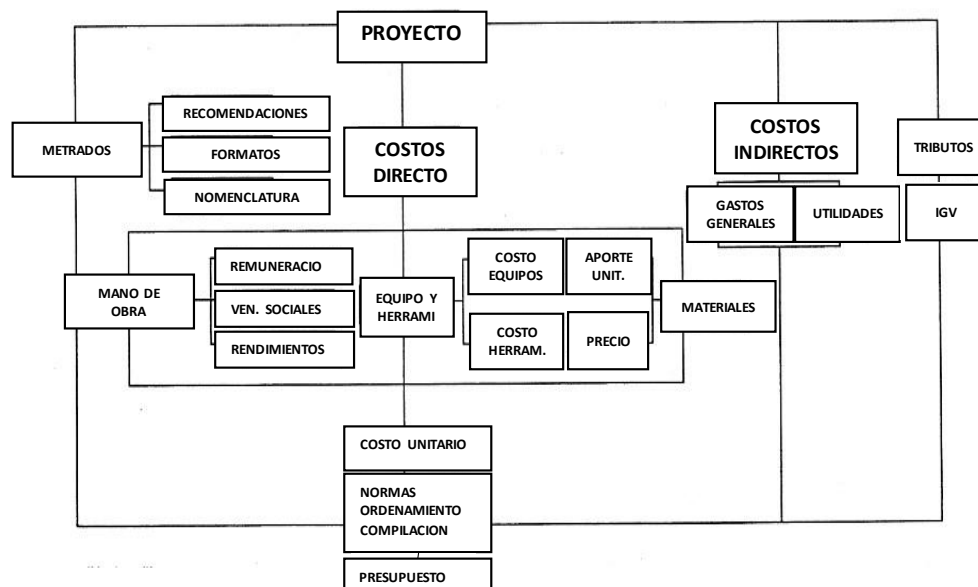 PROYECTO
RECOMENDACIONES
METRADOS
FORMATOS
NOMENCLATURA
COSTOS
DIRECTO
COSTOS
INDIRECTOS
TRIBUTOS
GASTOS
GENERALES
UTILIDADES
IGV
MANO DE
OBRA
REMUNERACIO
VEN. SOCIALES
RENDIMIENTOS
EQUIPO Y
HERRAMI
COSTO
EQUIPOS
APORTE
UNIT.
COSTO
HERRAM.
PRECIO
MATERIALES
COSTO UNITARIO
NORMAS
ORDENAMIENTO
COMPILACION
PRESUPUESTO